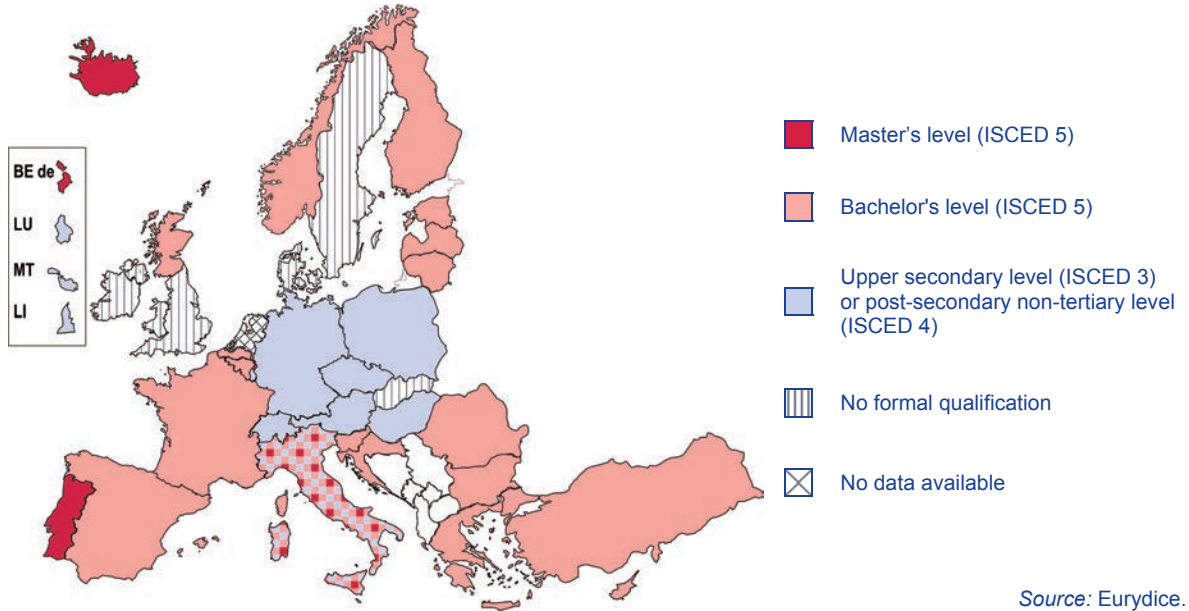 BE de
LU
MT
LI
Master’s level (ISCED 5)
Bachelor's level (ISCED 5)
Upper secondary level (ISCED 3)
or post-secondary non-tertiary level
(ISCED 4)
No formal qualification
No data available
Source: Eurydice.